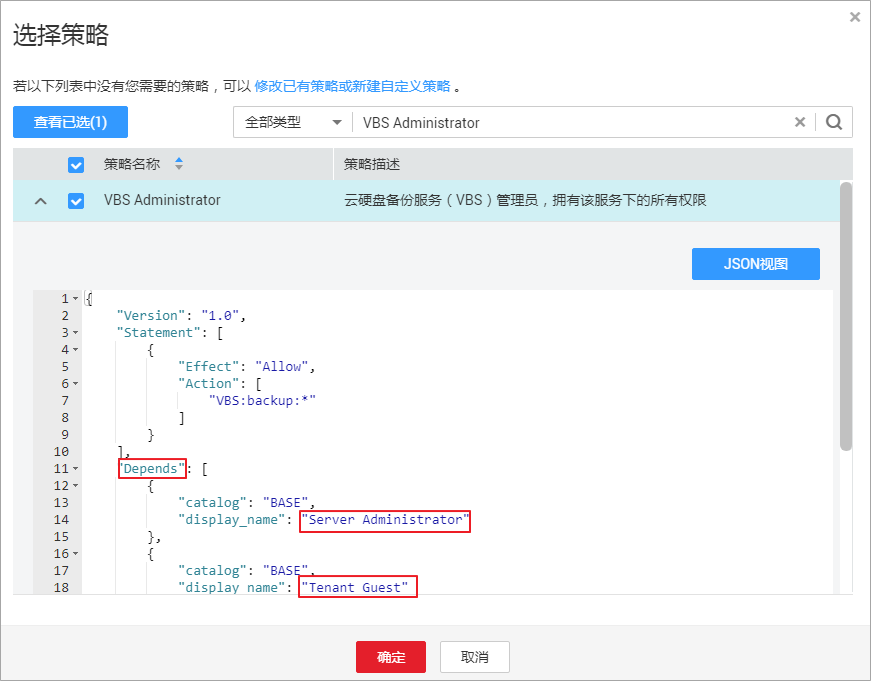 选择策略
若以下列表中没有您需要的策略，可以 修改已有策略或新建自定义策略 。
查看已选(1) 全部类型 VBS Administrator
策略名称 策略描述
VBS Administrator 云硬盘备份服务（VBS）管理员，拥有该服务下的所有权限
JSON视图
1 {
2 "Version": "1.0",
3 "Statement": [
4 {
5 "Effect": "Allow",
6 "Action": [
7 "VBS:backup:*"
8 ]
9 }
10 ],
11 "Depends": [
12 {
13 "catalog": "BASE",
14 "display_name": "Server Administrator"
15 },
16 {
17 "catalog": "BASE",
18 "display_name": "Tenant Guest"
确定 取消